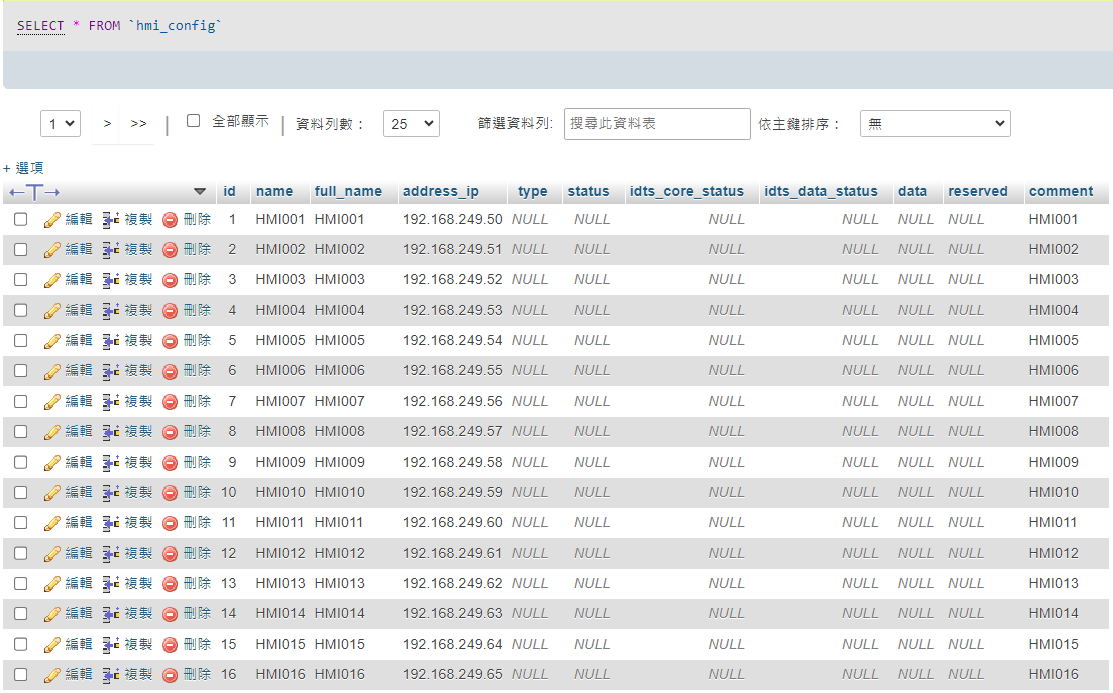 SELECT * FROM `hmi_config`
1 > >> | 全部顯示 | 資料列數： 25 篩選資料列: 搜尋此資料表 依主鍵排序： 無
+ 選項
←T→ id name full_name address_ip type status idts_core_status idts_data_status data reserved comment
編輯 複製 刪除 1 HMI001 HMI001 192.168.249.50 NULL NULL NULL NULL NULL NULL HMI001
編輯 複製 刪除 2 HMI002 HMI002 192.168.249.51 NULL NULL NULL NULL NULL NULL HMI002
編輯 複製 刪除 3 HMI003 HMI003 192.168.249.52 NULL NULL NULL NULL NULL NULL HMI003
編輯 複製 刪除 4 HMI004 HMI004 192.168.249.53 NULL NULL NULL NULL NULL NULL HMI004
編輯 複製 刪除 5 HMI005 HMI005 192.168.249.54 NULL NULL NULL NULL NULL NULL HMI005
編輯 複製 刪除 6 HMI006 HMI006 192.168.249.55 NULL NULL NULL NULL NULL NULL HMI006
編輯 複製 刪除 7 HMI007 HMI007 192.168.249.56 NULL NULL NULL NULL NULL NULL HMI007
編輯 複製 刪除 8 HMI008 HMI008 192.168.249.57 NULL NULL NULL NULL NULL NULL HMI008
編輯 複製 刪除 9 HMI009 HMI009 192.168.249.58 NULL NULL NULL NULL NULL NULL HMI009
編輯 複製 刪除 10 HMI010 HMI010 192.168.249.59 NULL NULL NULL NULL NULL NULL HMI010
編輯 複製 刪除 11 HMI011 HMI011 192.168.249.60 NULL NULL NULL NULL NULL NULL HMI011
編輯 複製 刪除 12 HMI012 HMI012 192.168.249.61 NULL NULL NULL NULL NULL NULL HMI012
編輯 複製 刪除 13 HMI013 HMI013 192.168.249.62 NULL NULL NULL NULL NULL NULL HMI013
編輯 複製 刪除 14 HMI014 HMI014 192.168.249.63 NULL NULL NULL NULL NULL NULL HMI014
編輯 複製 刪除 15 HMI015 HMI015 192.168.249.64 NULL NULL NULL NULL NULL NULL HMI015
編輯 複製 刪除 16 HMI016 HMI016 192.168.249.65 NULL NULL NULL NULL NULL NULL HMI016